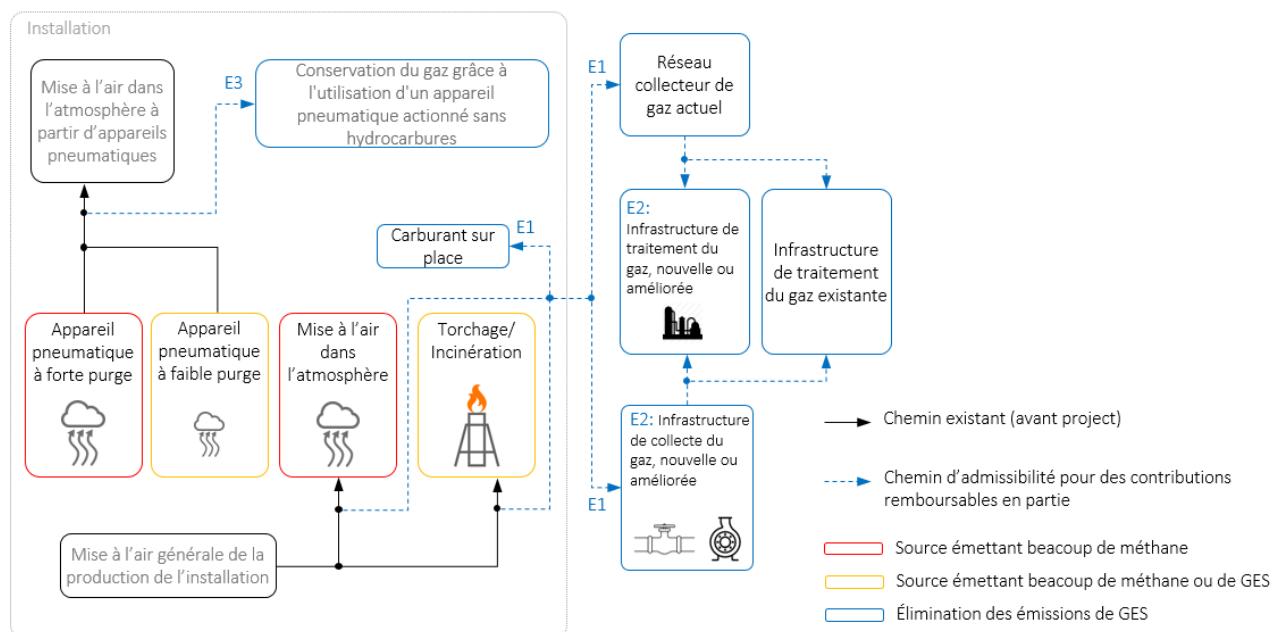 Installation
Mise à l’air dans
l’atmosphère à
partir d’appareils
pneumatiques
E3
Conservation du gaz grâce à
l'utilisation d'un appareil
pneumatique actionné sans
hydrocarbures
E1
Réseau
collecteur de
gaz actuel
Carburant sur
place
E1
E2:
Infrastructure de
traitement du
gaz, nouvelle ou
améliorée
Infrastructure
de traitement
du gaz existante
Appareil
pneumatique
à forte purge
Appareil
pneumatique
à faible purge
Mise à l’air
dans
l’atmosphère
Torchage/
Incinération
E2: Infrastructure
de collecte du
gaz, nouvelle ou
améliorée
E1
Mise à l’air générale de la
production de l’installation
Chemin existant (avant project)
Chemin d’admissibilité pour des contributions
remboursables en partie
Source émettant beacoup de méthane
Source émettant beacoup de méthane ou de GES
Élimination des émissions de GES